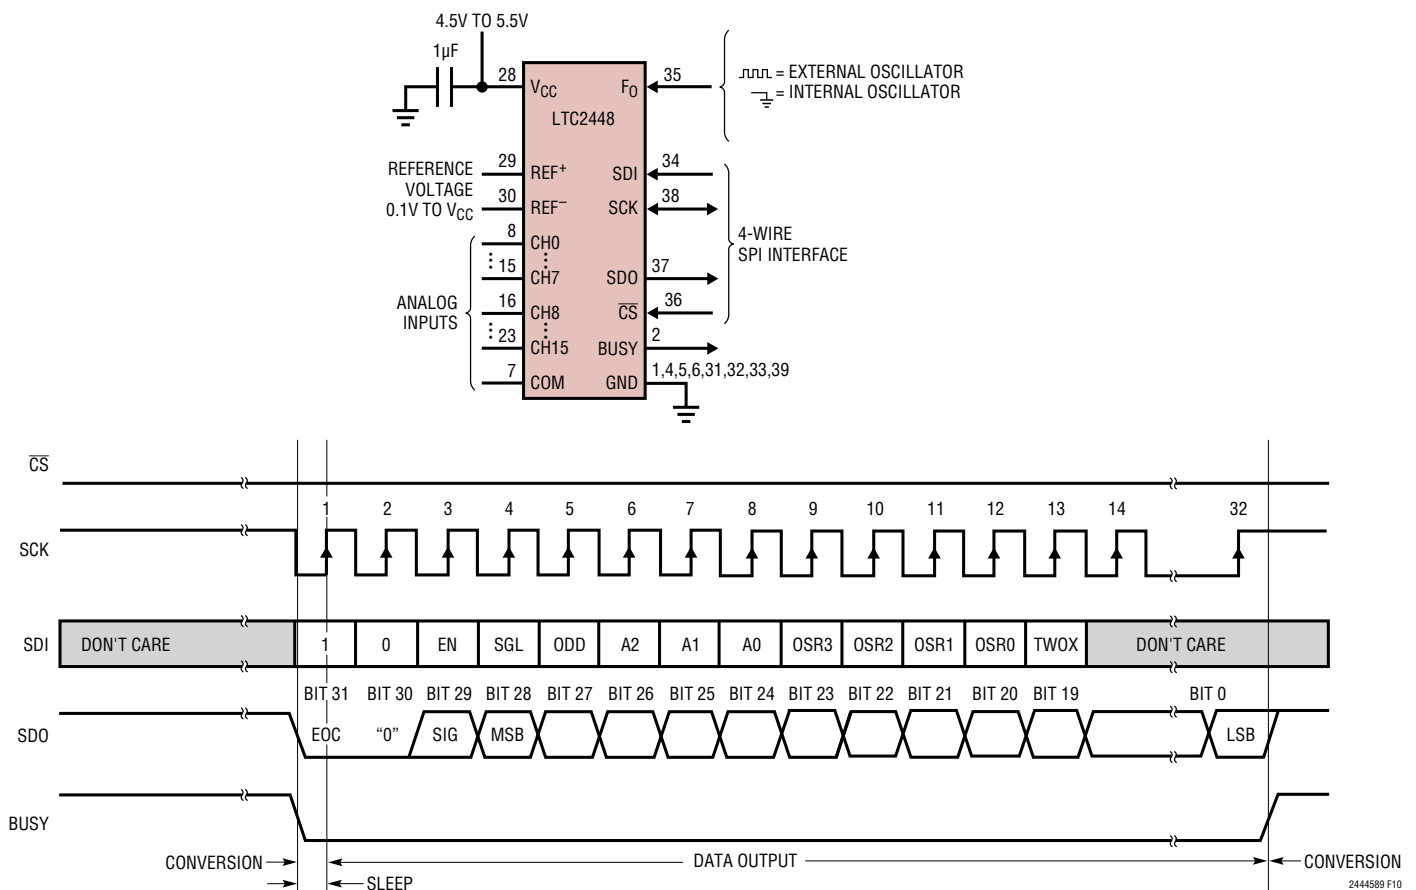 4.5V TO 5.5V
1µF
28
VCC
FO
35
= EXTERNAL OSCILLATOR
= INTERNAL OSCILLATOR
LTC2448
REFERENCE
VOLTAGE
0.1V TO VCC
29
REF+
SDI
34
30
REF–
SCK
38
8
CH0
15
CH7
SDO
37
4-WIRE
SPI INTERFACE
ANALOG
INPUTS
16
CH8
CS
36
23
CH15
BUSY
2
7
COM
GND
1,4,5,6,31,32,33,39
CS
1 2 3 4 5 6 7 8 9 10 11 12 13 14 32
SCK
SDI DON'T CARE 1 0 EN SGL ODD A2 A1 A0 OSR3 OSR2 OSR1 OSR0 TWOX DON'T CARE
BIT 31 BIT 30 BIT 29 BIT 28 BIT 27 BIT 26 BIT 25 BIT 24 BIT 23 BIT 22 BIT 21 BIT 20 BIT 19 BIT 0
SDO EOC “0” SIG MSB LSB
BUSY
CONVERSION DATA OUTPUT CONVERSION
SLEEP
2444589 F10